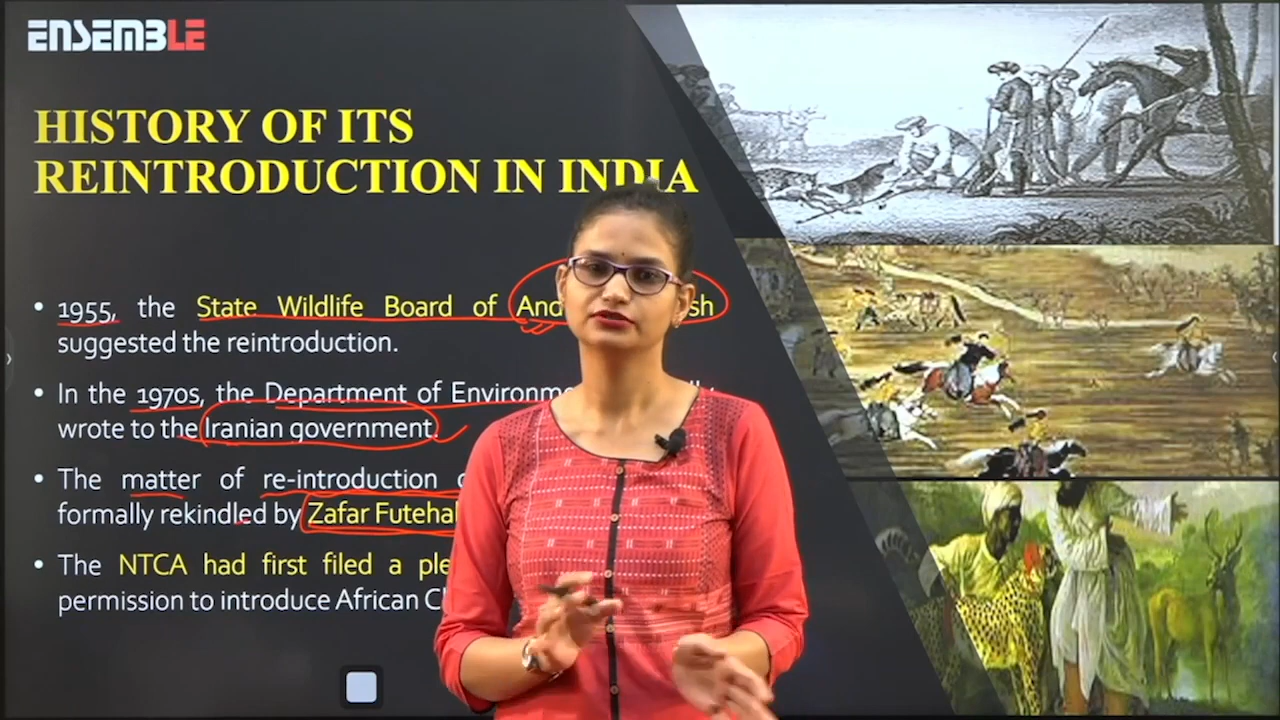 ENSEMBLE
HISTORY OF ITS
REINTRODUCTION IN INDIA
• 1955, the State Wildlife Board of
suggested the reintroduction.
• In the 1970s, the Department of
wrote to the Iranian government.
• The matter of re-introduction
formally rekindled by Zafar
• The NTCA had first filed a
permission to introduce African